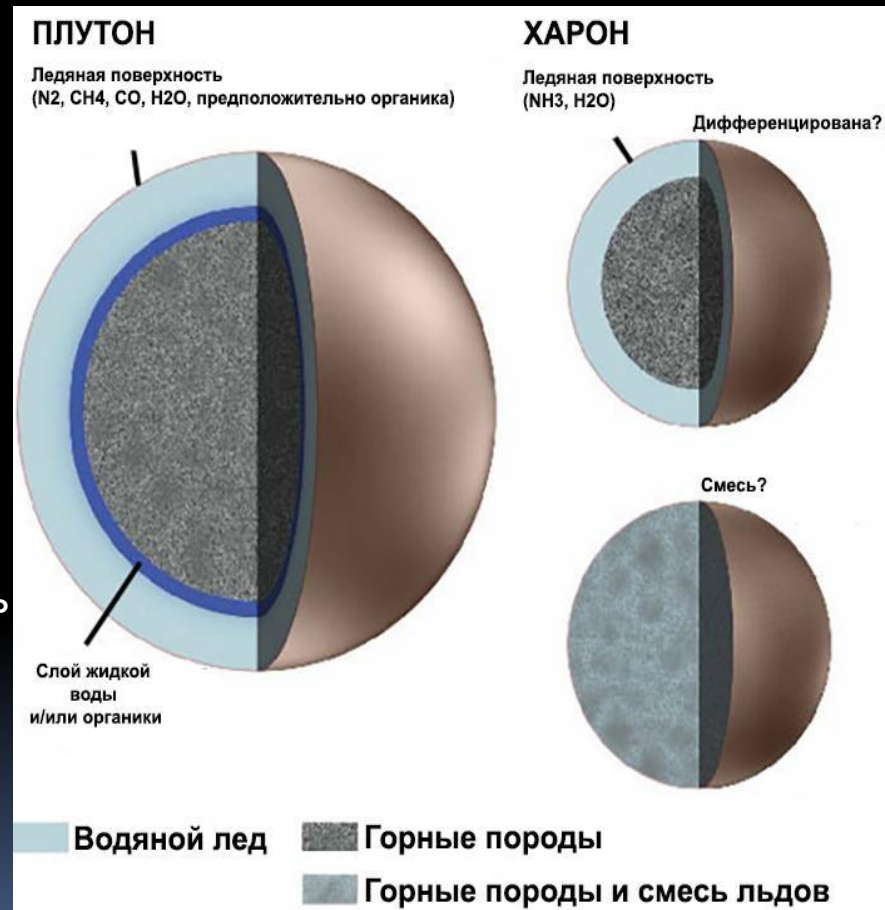 ПЛУТОН
Ледяная поверхность
(N2, CH4, CO, H2O, предположительно органика)
ХАРОН
Ледяная поверхность
(NH3, H2O)
Дифференцирована?
Смесь?
Слой жидкой
воды
и/или органики
Водяной лед
Горные породы
Горные породы и смесь льдов